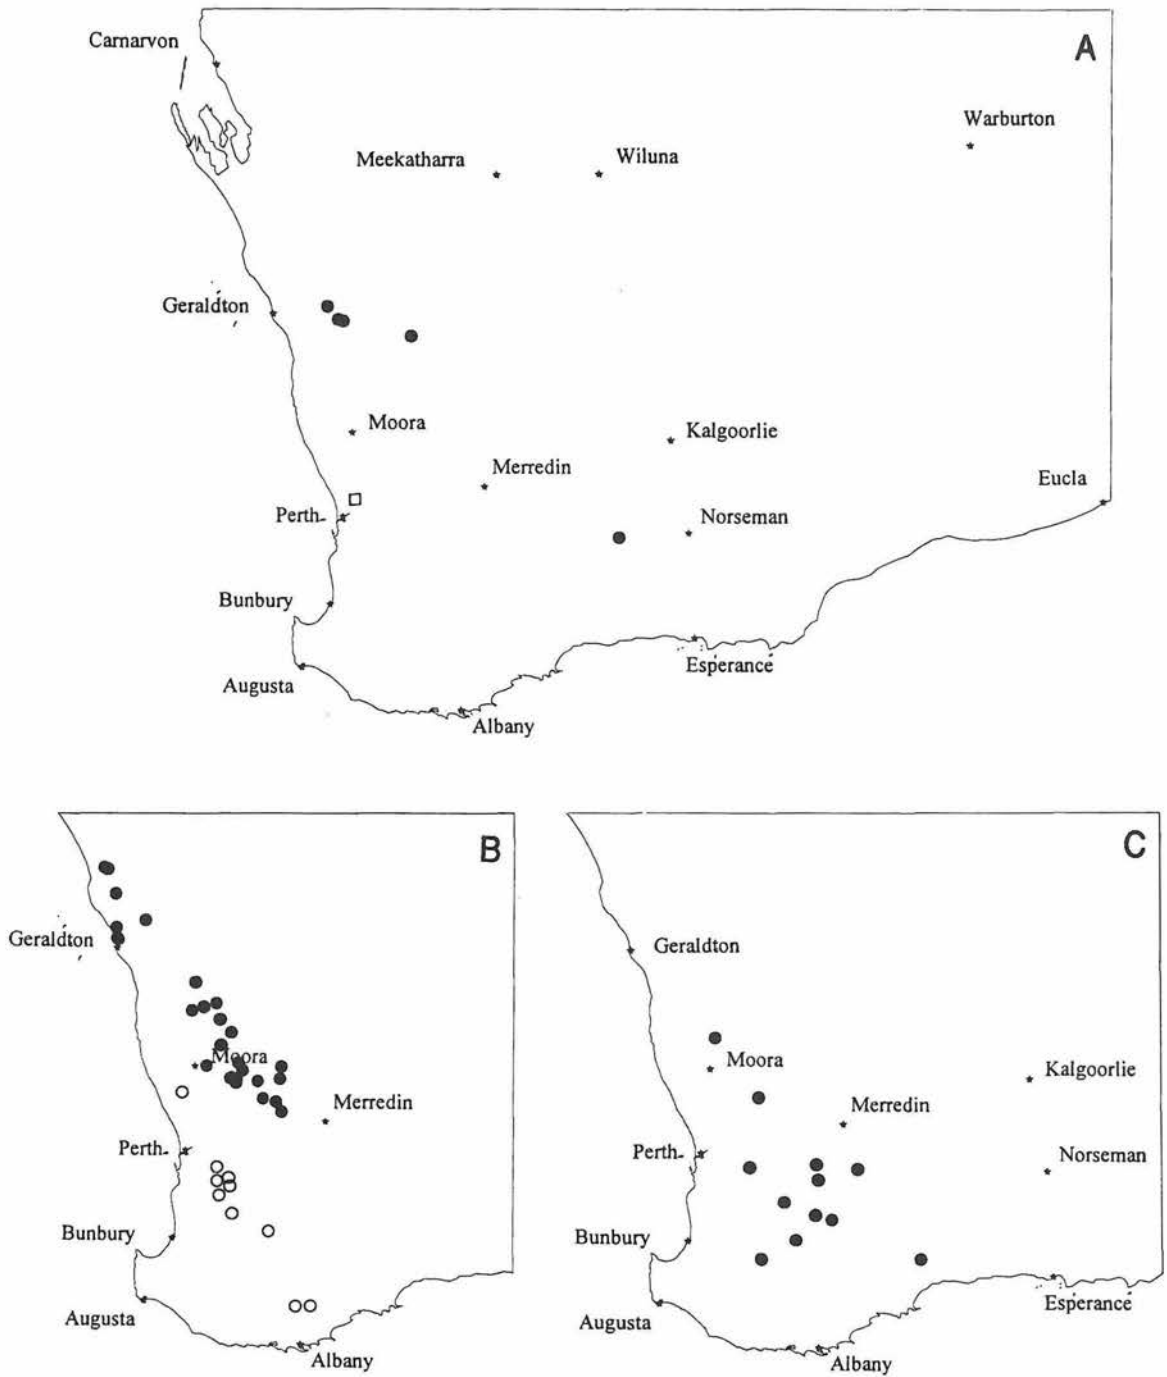 A
Carnarvon
Warburton
Meekatharra
Wiluna
Geraldton
Moora
Kalgoorlie
Merredin
Eucla
Perth
Norseman
Bunbury
Esperance
Augusta
Albany
B
Geraldton
Moora
Merredin
Perth
Bunbury
Augusta
Albany
C
Geraldton
Moora
Kalgoorlie
Merredin
Perth
Norseman
Bunbury
Esperance
Augusta
Albany